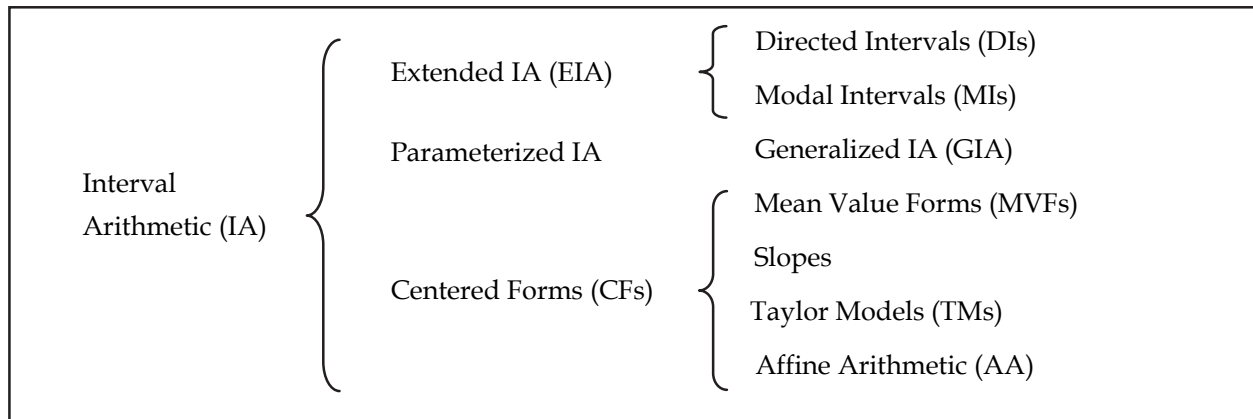 Interval
Arithmetic (IA)
Extended IA (EIA)
Directed Intervals (DIs)
Modal Intervals (MIs)
Parameterized IA
Generalized IA (GIA)
Centered Forms (CFs)
Mean Value Forms (MVFs)
Slopes
Taylor Models (TMs)
Affine Arithmetic (AA)